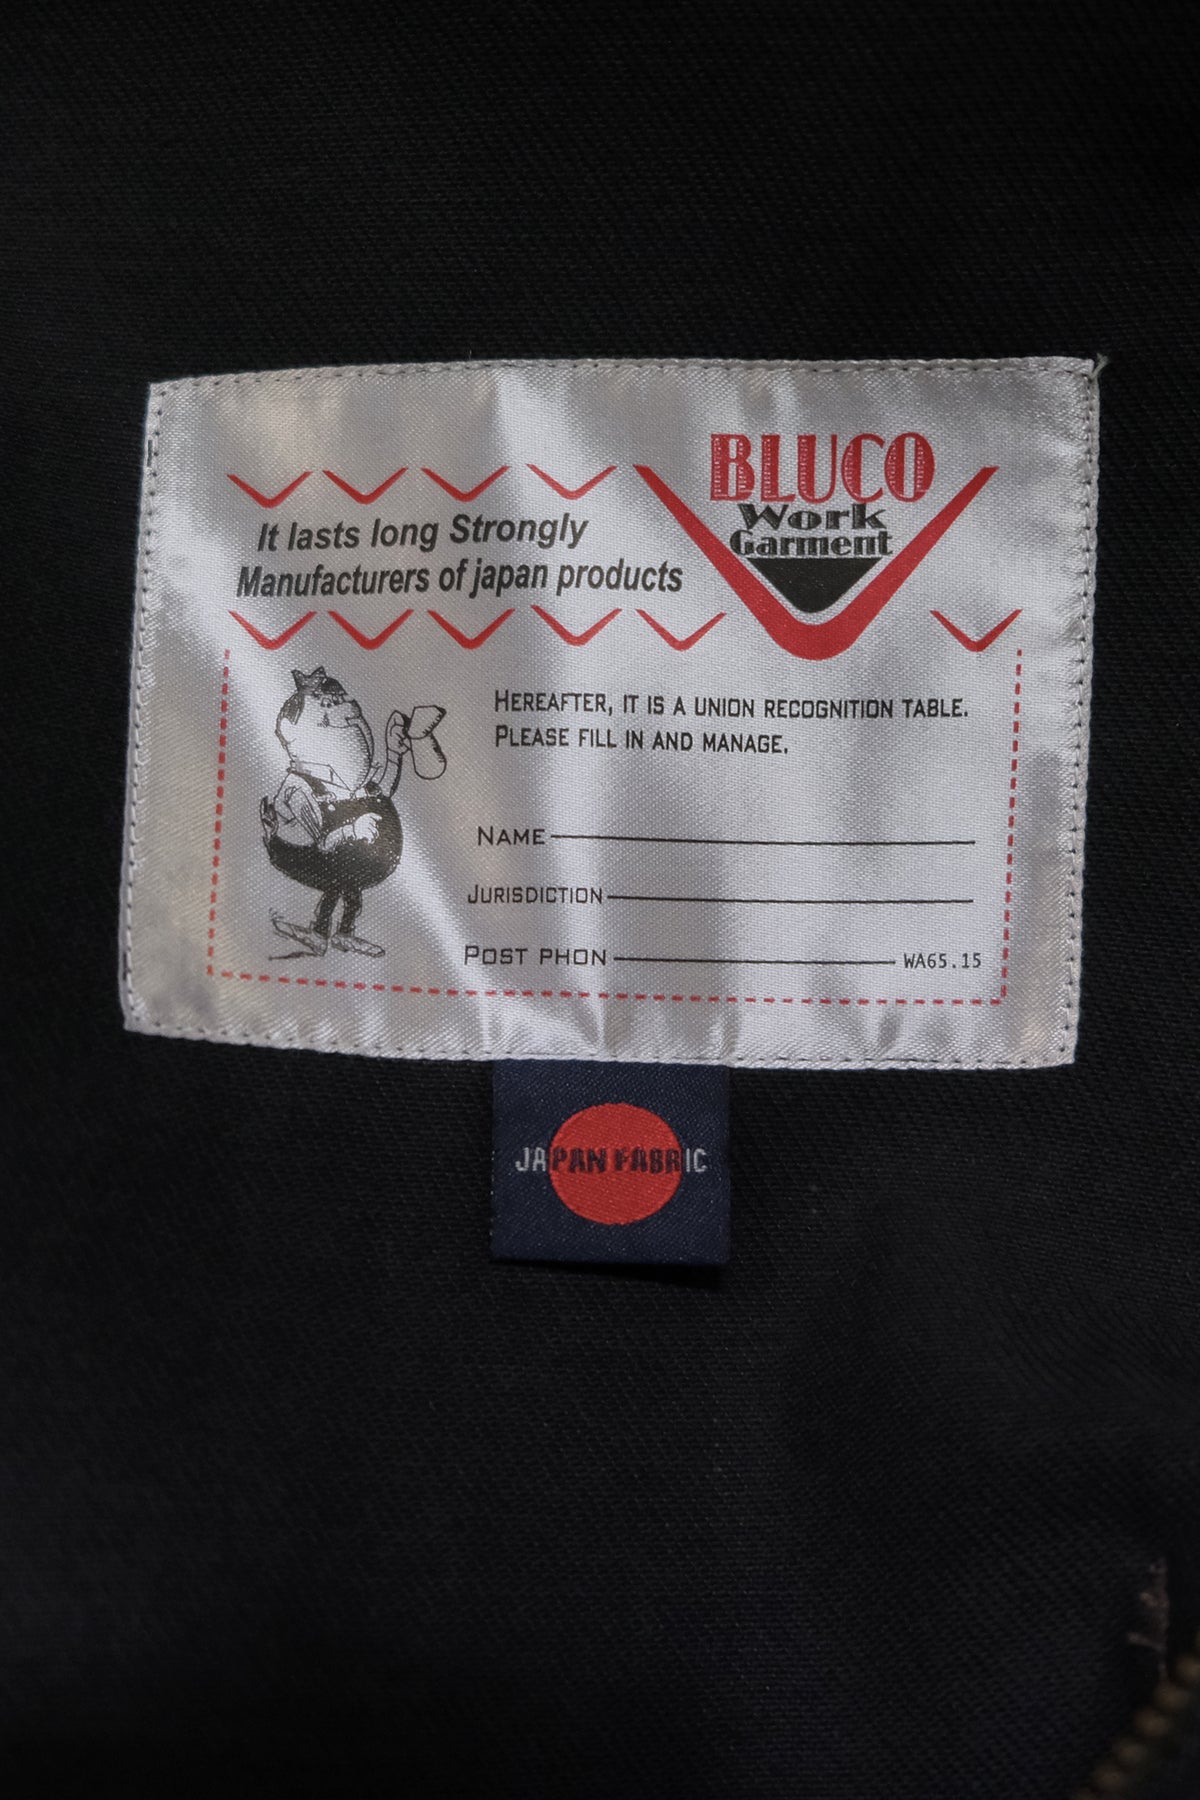 BLUCO
Work
Garment
It lasts long Strongly
Manufacturers of japan products
HEREAFTER, IT IS A UNION RECOGNITION TABLE.
PLEASE FILL IN AND MANAGE.
NAME
JURISDICTION
POST PHON
WA65.15
JAPAN FABRIC